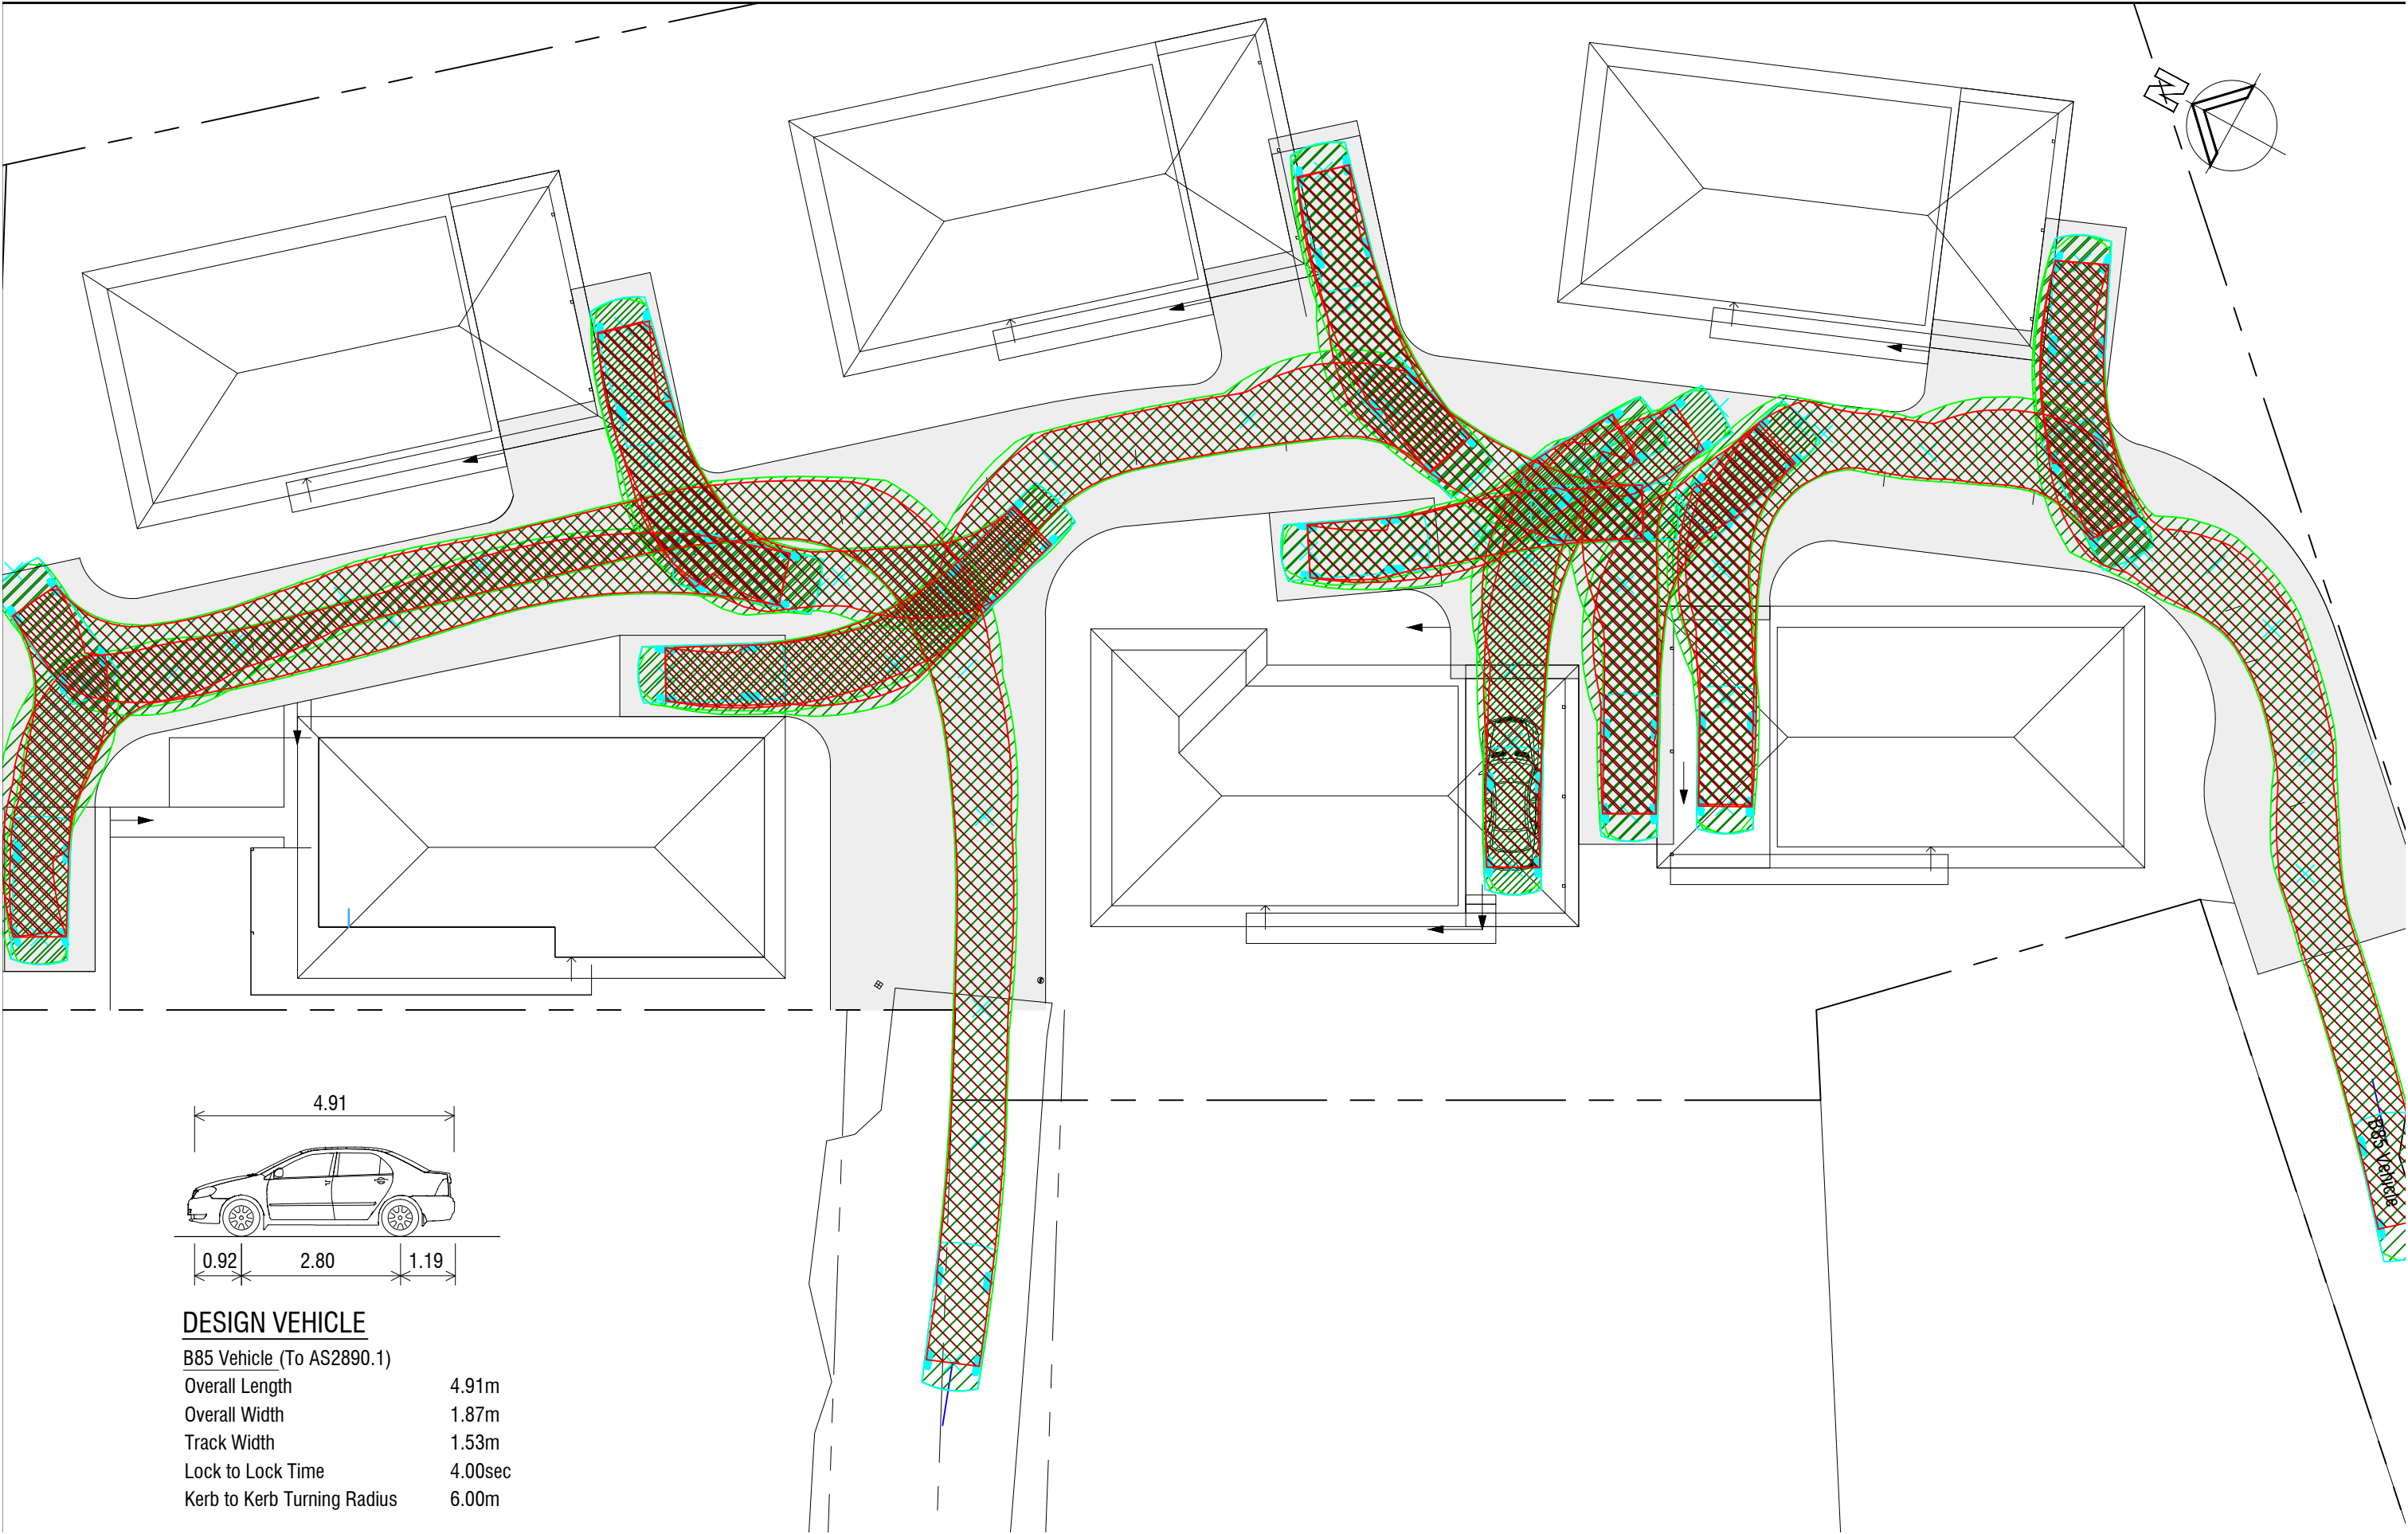 N
4.91
0.92 2.80 1.19
DESIGN VEHICLE
B85 Vehicle (To AS2890.1)
Overall Length 4.91m
Overall Width 1.87m
Track Width 1.53m
Lock to Lock Time 4.00sec
Kerb to Kerb Turning Radius 6.00m
B85 Vehicle